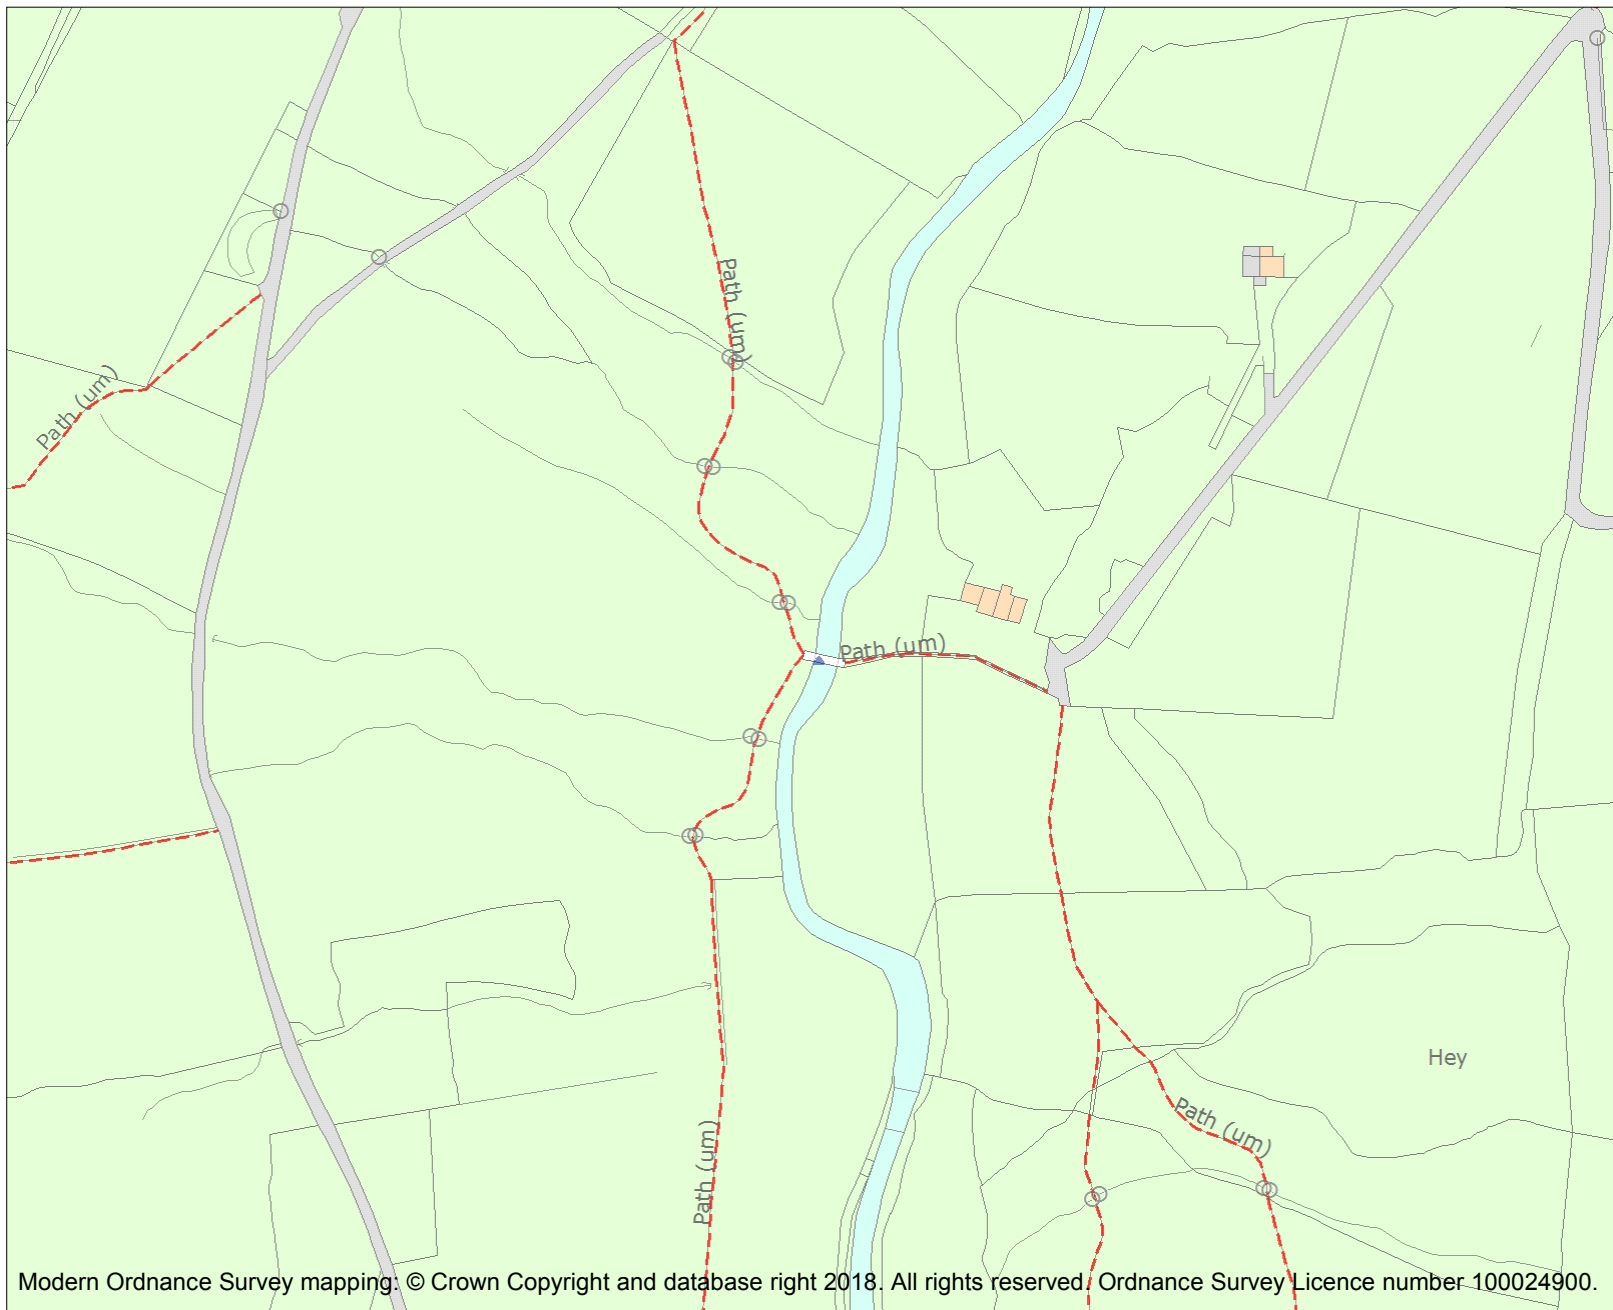 Path (um)
Path (um)
Path (um)
Hey
Path (um)
Path (um)
Modern Ordnance Survey mapping: © Crown Copyright and database right 2018. All rights reserved. Ordnance Survey Licence number 100024900.